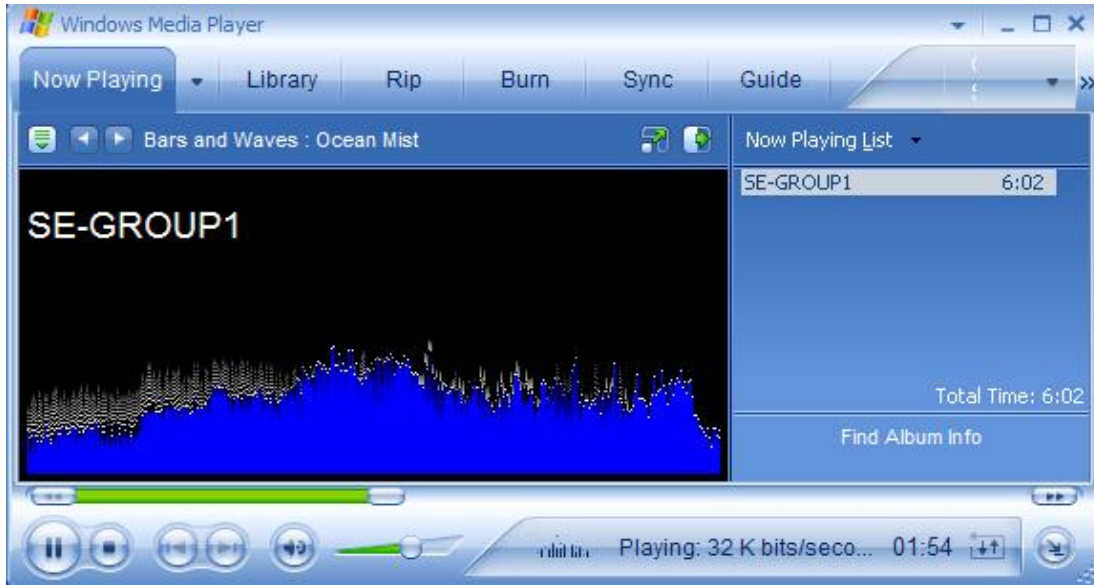 Windows Media Player
Now Playing Library Rip Burn Sync Guide
Bars and Waves : Ocean Mist
Now Playing List
SE-GROUP1 6:02
SE-GROUP1
Total Time: 6:02
Find Album Info
Playing: 32 K bits/seco... 01:54